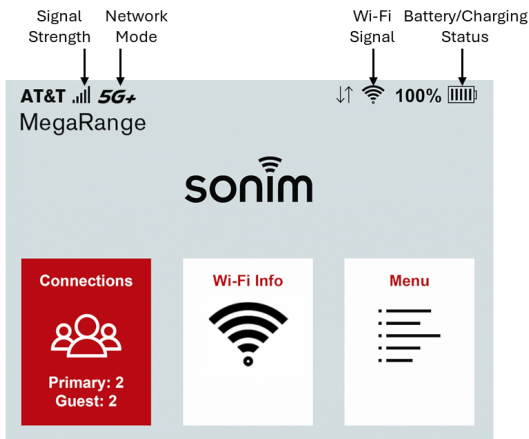 Signal Strength
Network Mode
Wi-Fi Signal
Battery/Charging Status
AT&T 5G+ 100%
MegaRange
sonim
Connections
Primary: 2
Guest: 2
Wi-Fi Info
Menu